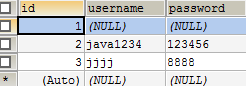 id username password
1 (NULL) (NULL)
2 java1234 123456
3 jjjj 8888
* (Auto) (NULL) (NULL)